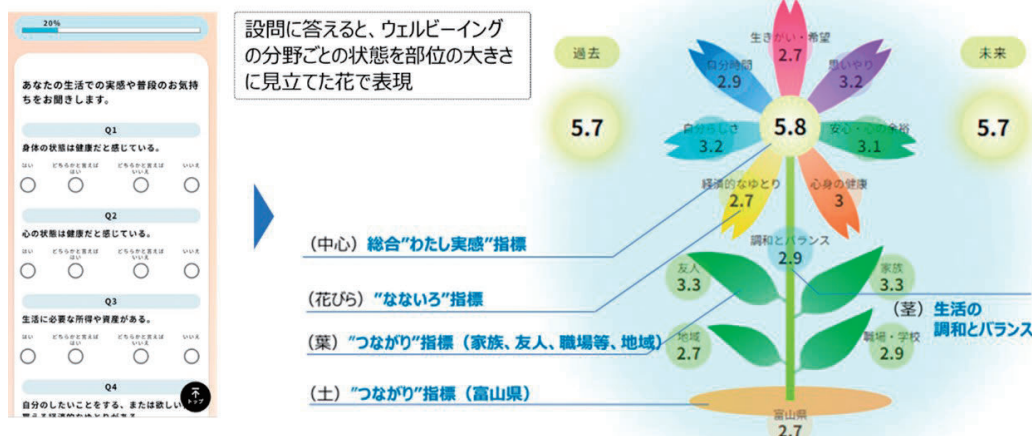 20%
あなたの生活での実感や普段のお気持
ちをお聞きします。
Q1
身体の状態は健康だと感じている。
はい どちらかと言えば はい どちらかと言えば いいえ いいえ
Q2
心の状態は健康だと感じている。
はい どちらかと言えば はい どちらかと言えば いいえ いいえ
Q3
生活に必要な所得や資産がある。
はい どちらかと言えば はい どちらかと言えば いいえ いいえ
Q4
自分のしたいことをする、または欲しい
トップ
設問に答えると、ウェルビーイング
の分野ごとの状態を部位の大きさ
に見立てた花で表現
過去
5.7
未来
5.7
生きがい・希望
2.7
自分時間
2.9
思いやり
3.2
自分らしさ
3.2
5.8
安心・心の余裕
3.1
経済的なゆとり
2.7
心身の健康
3
調和とバランス
2.9
友人
3.3
家族
3.3
地域
2.7
職場・学校
2.9
富山県
2.7
(中心) 総合"わたし実感"指標
(花びら) "なないろ"指標
(葉) "つながり"指標(家族、友人、職場等、地域)
(土) "つながり"指標(富山県)
(茎) 生活の
調和とバランス